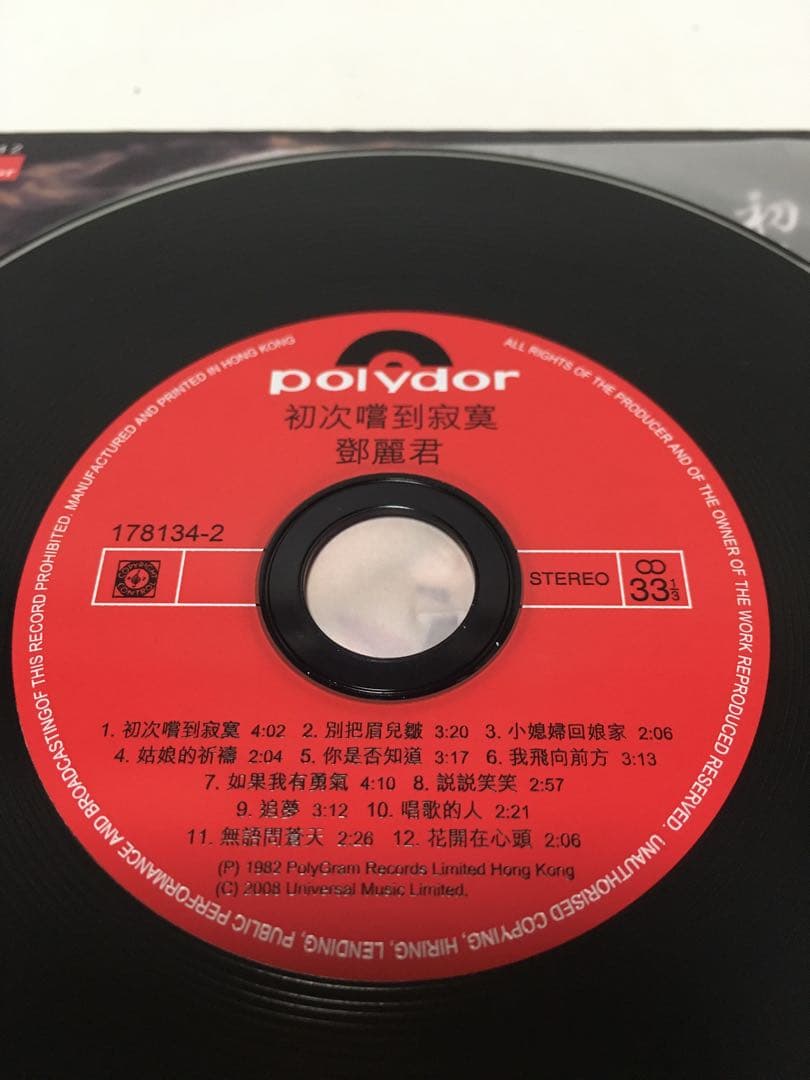 初
polydor
初次嚐到寂寞
鄧麗君
178134-2
COPYRIGHT CONTROL
STEREO
33 1/3
1. 初次嚐到寂寞 4:02 2. 別把眉兒皺 3:20 3. 小媳婦回娘家 2:06
4. 姑娘的祈禱 2:04 5. 你是否知道 3:17 6. 我飛向前方 3:13
7. 如果我有勇氣 4:10 8. 説説笑笑 2:57
9. 追夢 3:12 10. 唱歌的人 2:21
11. 無語問蒼天 2:26 12. 花開在心頭 2:06
(P) 1982 PolyGram Records Limited Hong Kong
(C) 2008 Universal Music Limited.
ALL RIGHTS OF THE PRODUCER AND OF THE OWNER OF THE WORK REPRODUCED RESERVED. UNAUTHORISED COPYING, HIRING, LENDING, PUBLIC PERFORMANCE AND BROADCASTINGOF THIS RECORD PROHIBITED. MANUFACTURED AND PRINTED IN HONG KONG